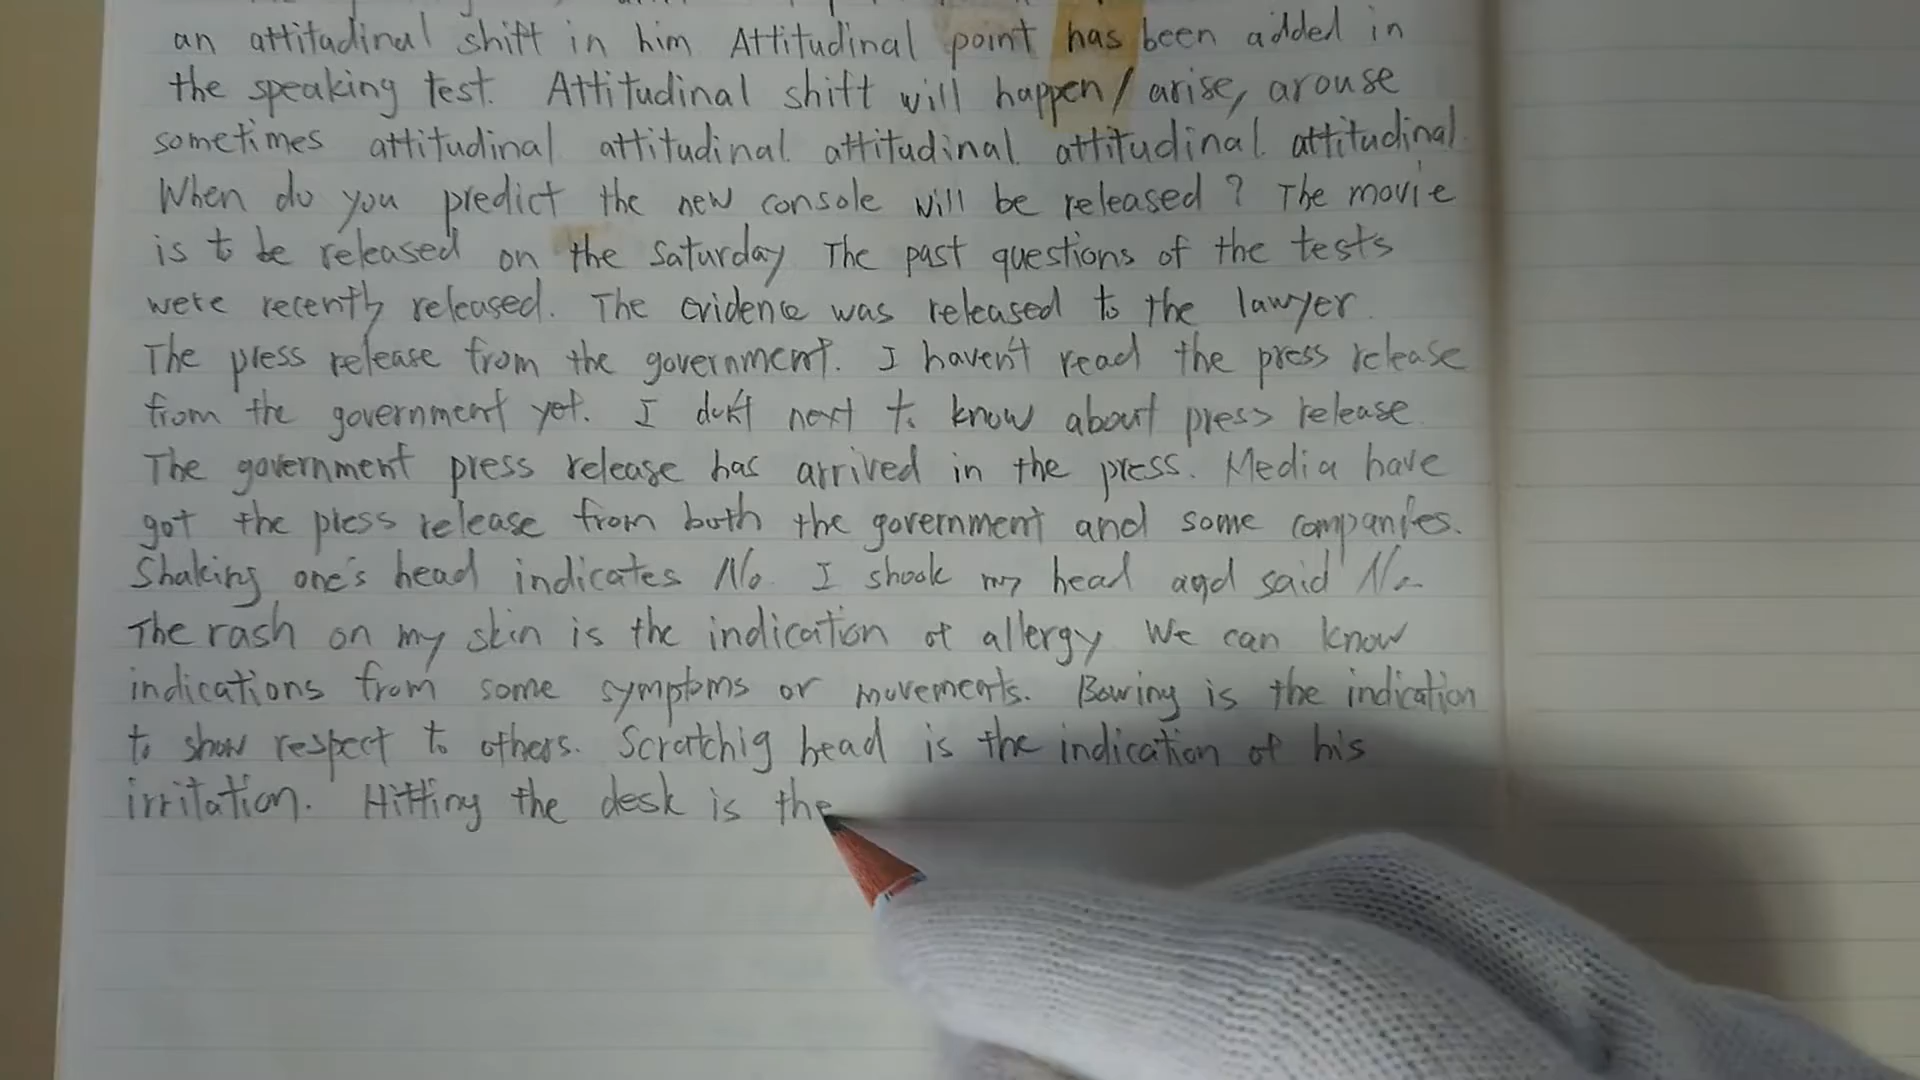 an attitudinal shift in him Attitudinal point has been added in
the speaking test. Attitudinal shift will happen/ arise, arouse
sometimes attitudinal attitudinal attitudinal attitudinal attitudinal
When do you predict the new console will be released? The movie
is to be released on the Saturday The past questions of the tests
were recently released. The evidence was released to the lawyer.
The press release from the government. I haven't read the press release
from the government yet. I to know about press release
The government press release has arrived in the press. Media have
got the press release from both the government and some companies.
Shaking one's head indicates No. I shook my head and said No
The rash on my skin is the indication of allergy We can know
indications from some symptoms or movements. Bowing is the indication
to show respect to others. Scratchig head is the indication of his
irritation. Hitting the desk is the